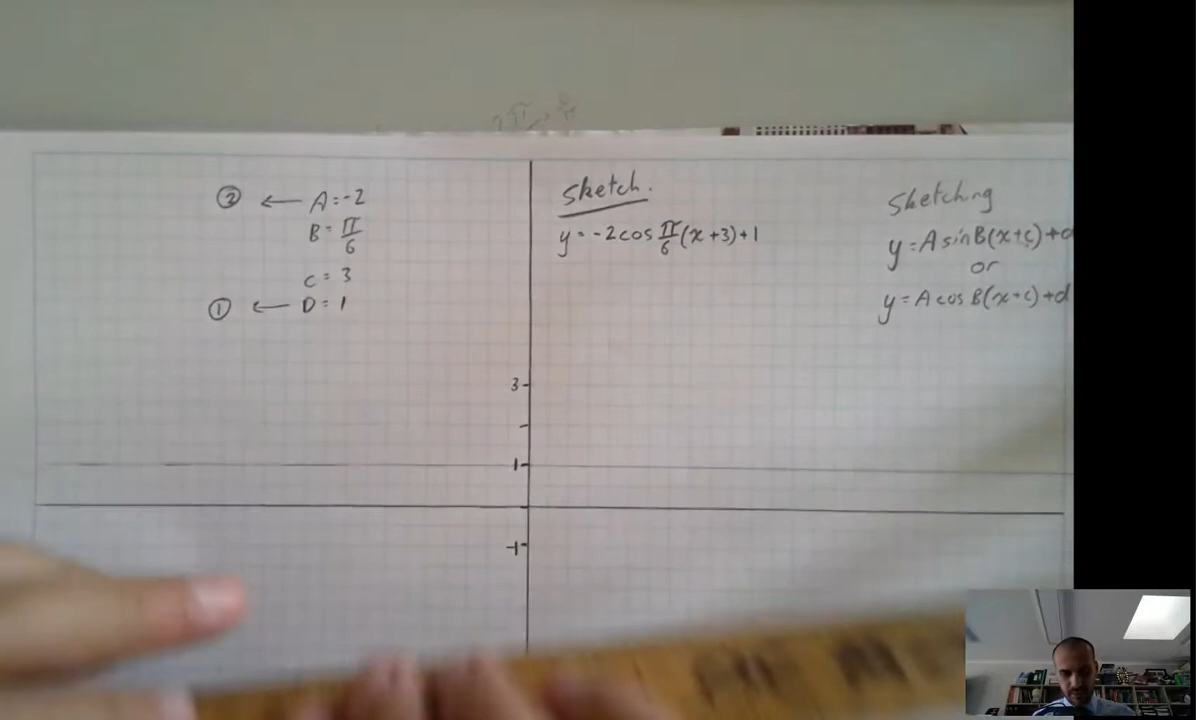 ② ← A = -2
B = π/6
C = 3
① ← D = 1
Sketch.
y = -2cos π/6 (x+3)+1
Sketching
y = A sin B(x+c)+d
or
y = A cos B(x+c)+d
3
1
-1